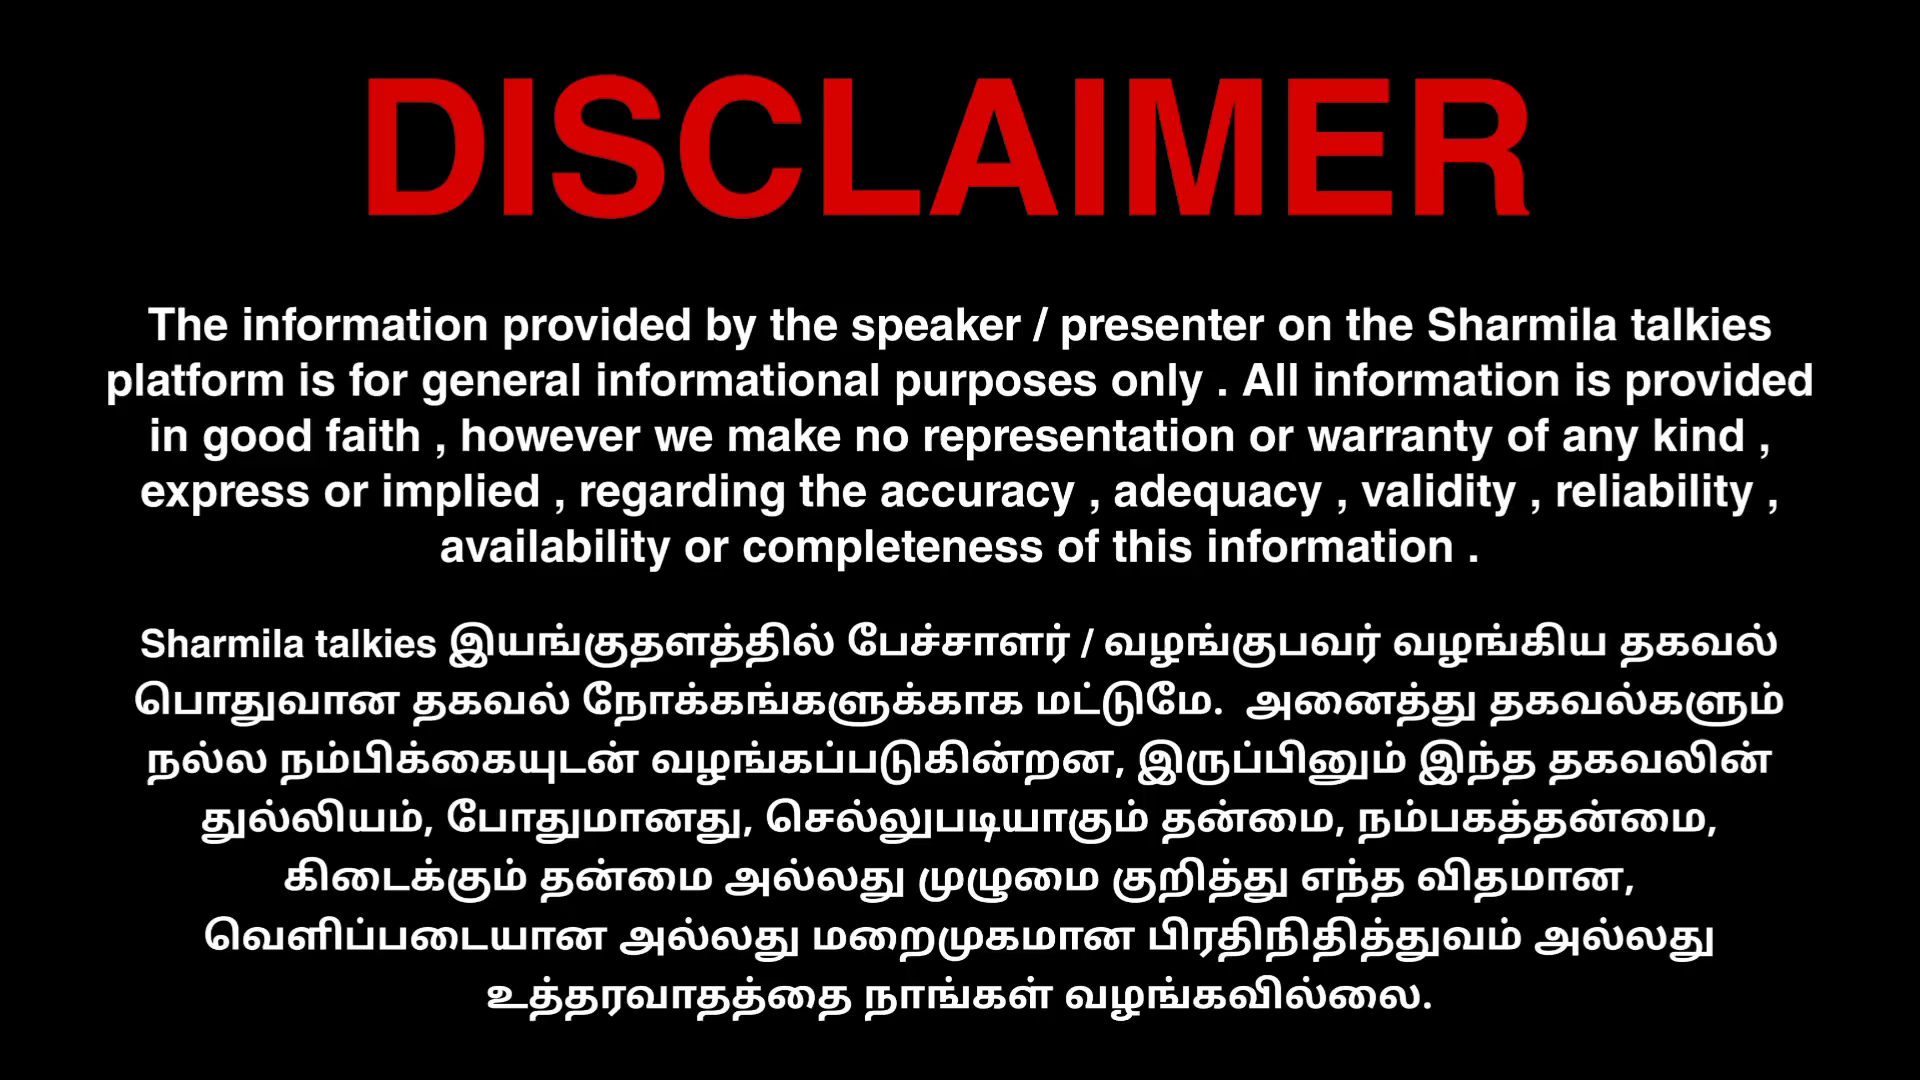 DISCLAIMER
The information provided by the speaker / presenter on the Sharmila talkies
platform is for general informational purposes only . All information is provided
in good faith , however we make no representation or warranty of any kind ,
express or implied , regarding the accuracy , adequacy , validity , reliability ,
availability or completeness of this information .
Sharmila talkies இயங்குதளத்தில் பேச்சாளர் / வழங்குபவர் வழங்கிய தகவல்
பொதுவான தகவல் நோக்கங்களுக்காக மட்டுமே.  அனைத்து தகவல்களும்
நல்ல நம்பிக்கையுடன் வழங்கப்படுகின்றன, இருப்பினும் இந்த தகவலின்
துல்லியம், போதுமானது, செல்லுபடியாகும் தன்மை, நம்பகத்தன்மை,
கிடைக்கும் தன்மை அல்லது முழுமை குறித்து எந்த விதமான,
வெளிப்படையான அல்லது மறைமுகமான பிரதிநிதித்துவம் அல்லது
உத்தரவாதத்தை நாங்கள் வழங்கவில்லை.